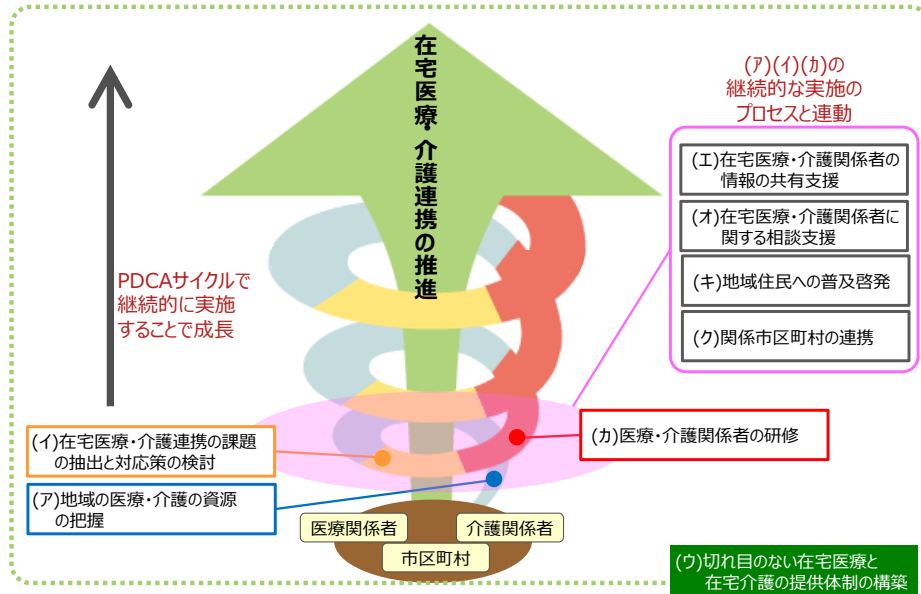 在宅医療・介護連携の推進
(ｱ)(ｲ)(ｶ)の
継続的な実施の
プロセスと連動
(エ)在宅医療・介護関係者の
情報の共有支援
(オ)在宅医療・介護関係者に
関する相談支援
(キ)地域住民への普及啓発
(ク)関係市区町村の連携
PDCAサイクルで
継続的に実施
することで成長
(イ)在宅医療・介護連携の課題
の抽出と対応策の検討
(カ)医療・介護関係者の研修
(ア)地域の医療・介護の資源
の把握
医療関係者
介護関係者
市区町村
(ウ)切れ目のない在宅医療と
在宅介護の提供体制の構築